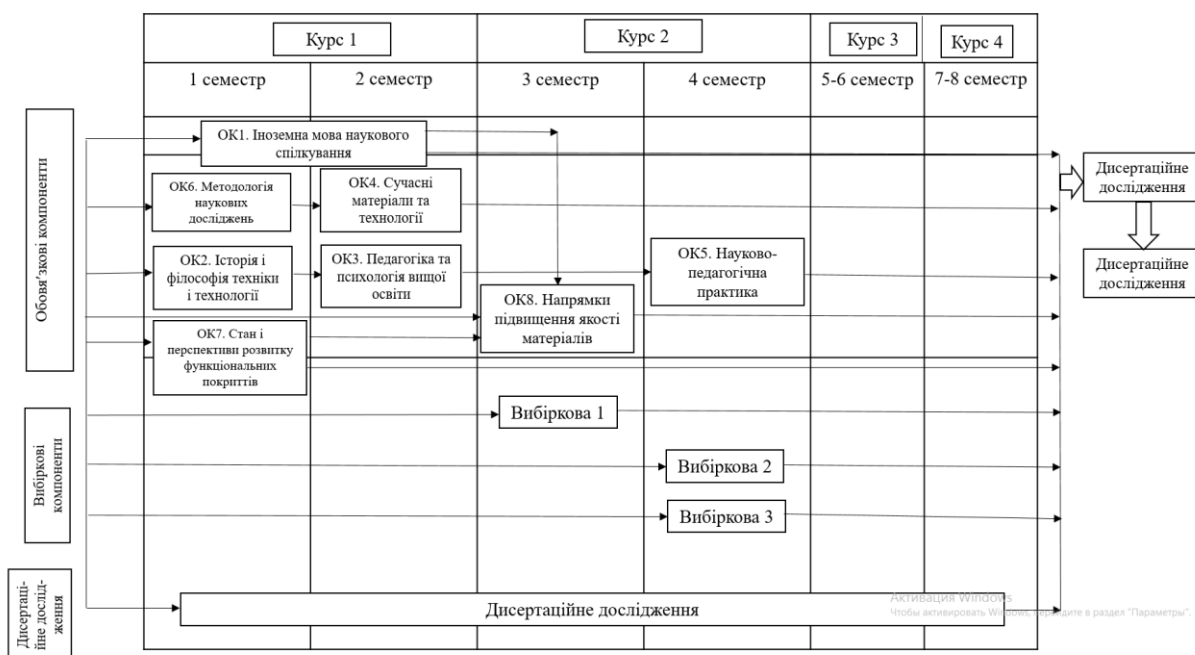 Курс 1
Курс 2
Курс 3
Курс 4
1 семестр
2 семестр
3 семестр
4 семестр
5-6 семестр
7-8 семестр
Обов'язкові компоненти
ОК1. Іноземна мова наукового
спілкування
ОК6. Методологія
наукових
досліджень
ОК4. Сучасні
матеріали та
технології
ОК2. Історія і
філософія техніки
і технології
ОК3. Педагогіка та
психологія вищої
освіти
ОК5. Науково-
педагогічна
практика
ОК8. Напрямки
підвищення якості
матеріалів
ОК7. Стан і
перспективи розвитку
функціональних
покриттів
Дисертаційне
дослідження
Дисертаційне
дослідження
Вибіркові
компоненти
Вибіркова 1
Вибіркова 2
Вибіркова 3
Дисертаці-
йне дослід-
ження
Дисертаційне дослідження
Активация Windows
Чтобы активировать Windows, перейдите в раздел "Параметры".